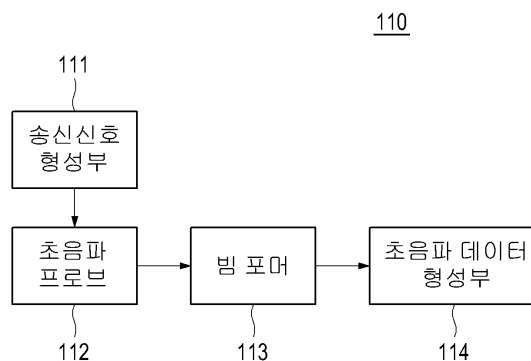 110
111
송신신호
형성부
초음파
프로브
빔 포머
초음파 데이터
형성부
112
113
114